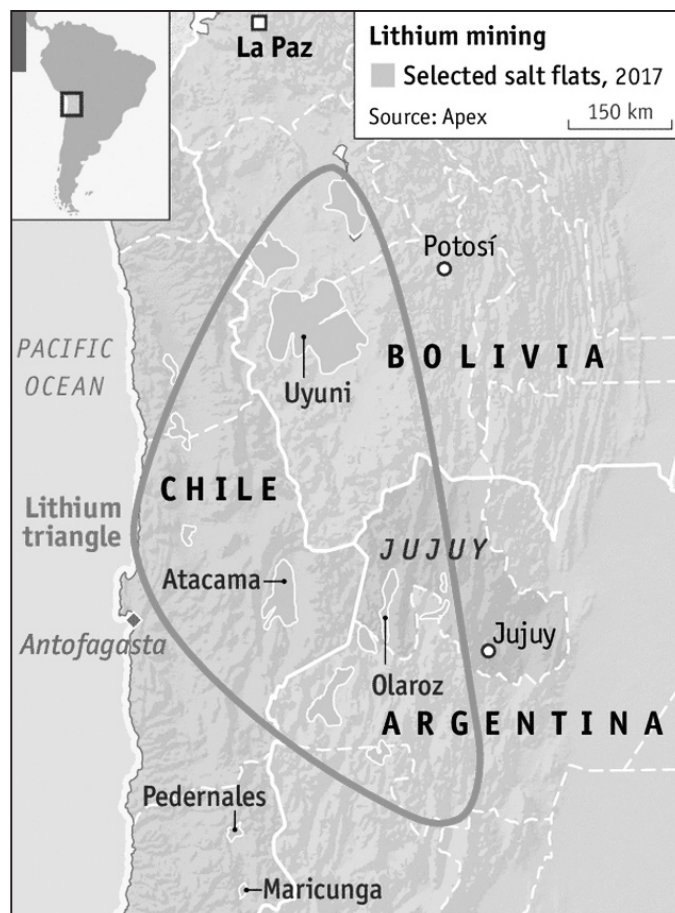 La Paz
Lithium mining
Selected salt flats, 2017
Source: Apex
150 km
Potosí
PACIFIC
OCEAN
BOLIVIA
Uyuni
CHILE
Lithium
triangle
JUJUY
Atacama
Antofagasta
Jujuy
Olaroz
ARGENTINA
Pedernales
Maricunga